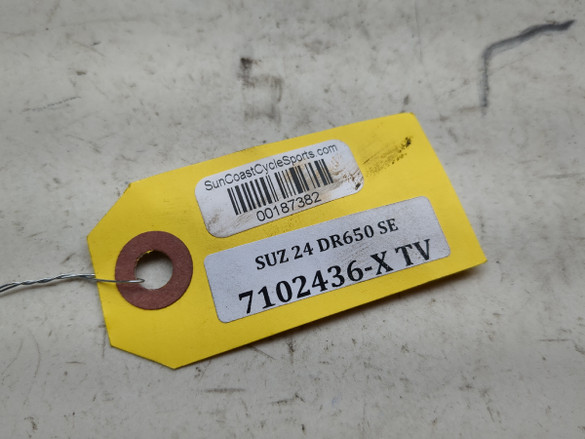 SunCoastCycleSports.com
00187382
SUZ 24 DR650 SE
7102436-X TV